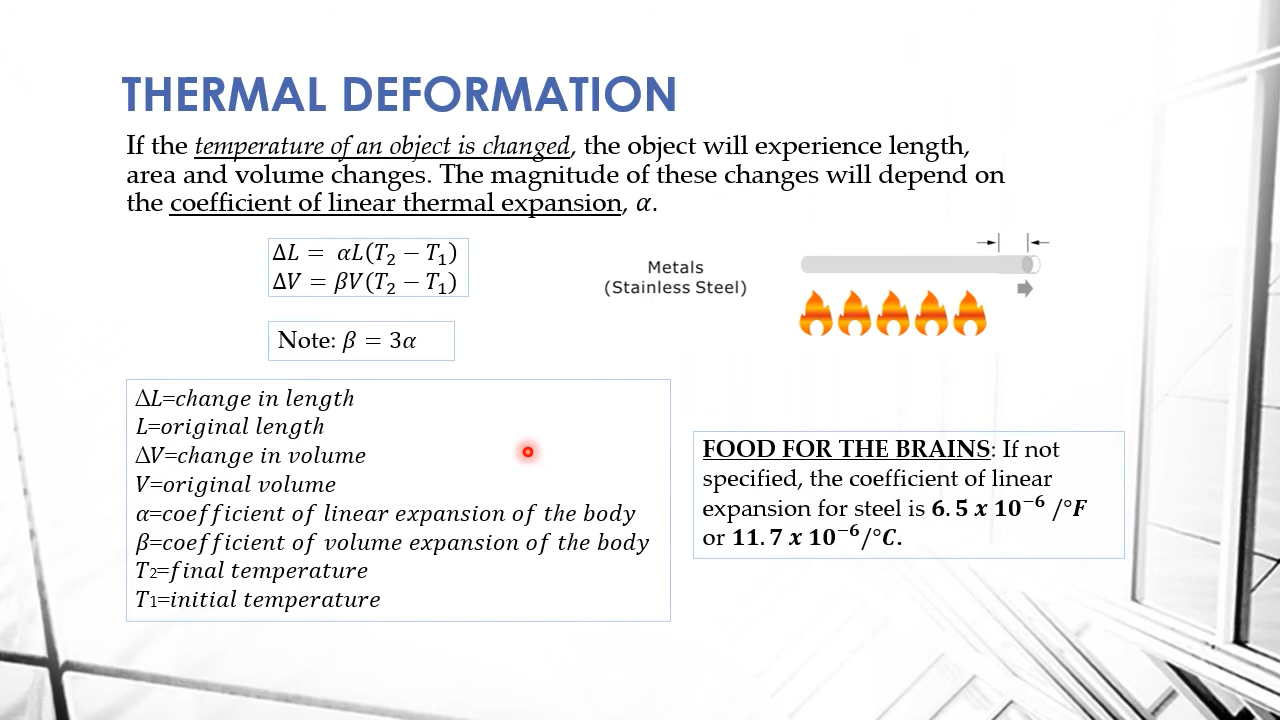 THERMAL DEFORMATION
If the temperature of an object is changed, the object will experience length,
area and volume changes. The magnitude of these changes will depend on
the coefficient of linear thermal expansion, α.
ΔL = αL(T₂ − T₁)
ΔV = βV(T₂ − T₁)
Metals
(Stainless Steel)
Note: β = 3α
ΔL=change in length
L=original length
ΔV=change in volume
V=original volume
α=coefficient of linear expansion of the body
β=coefficient of volume expansion of the body
T₂=final temperature
T₁=initial temperature
FOOD FOR THE BRAINS: If not
specified, the coefficient of linear
expansion for steel is 6.5 x 10⁻⁶ /°F
or 11.7 x 10⁻⁶/°C.